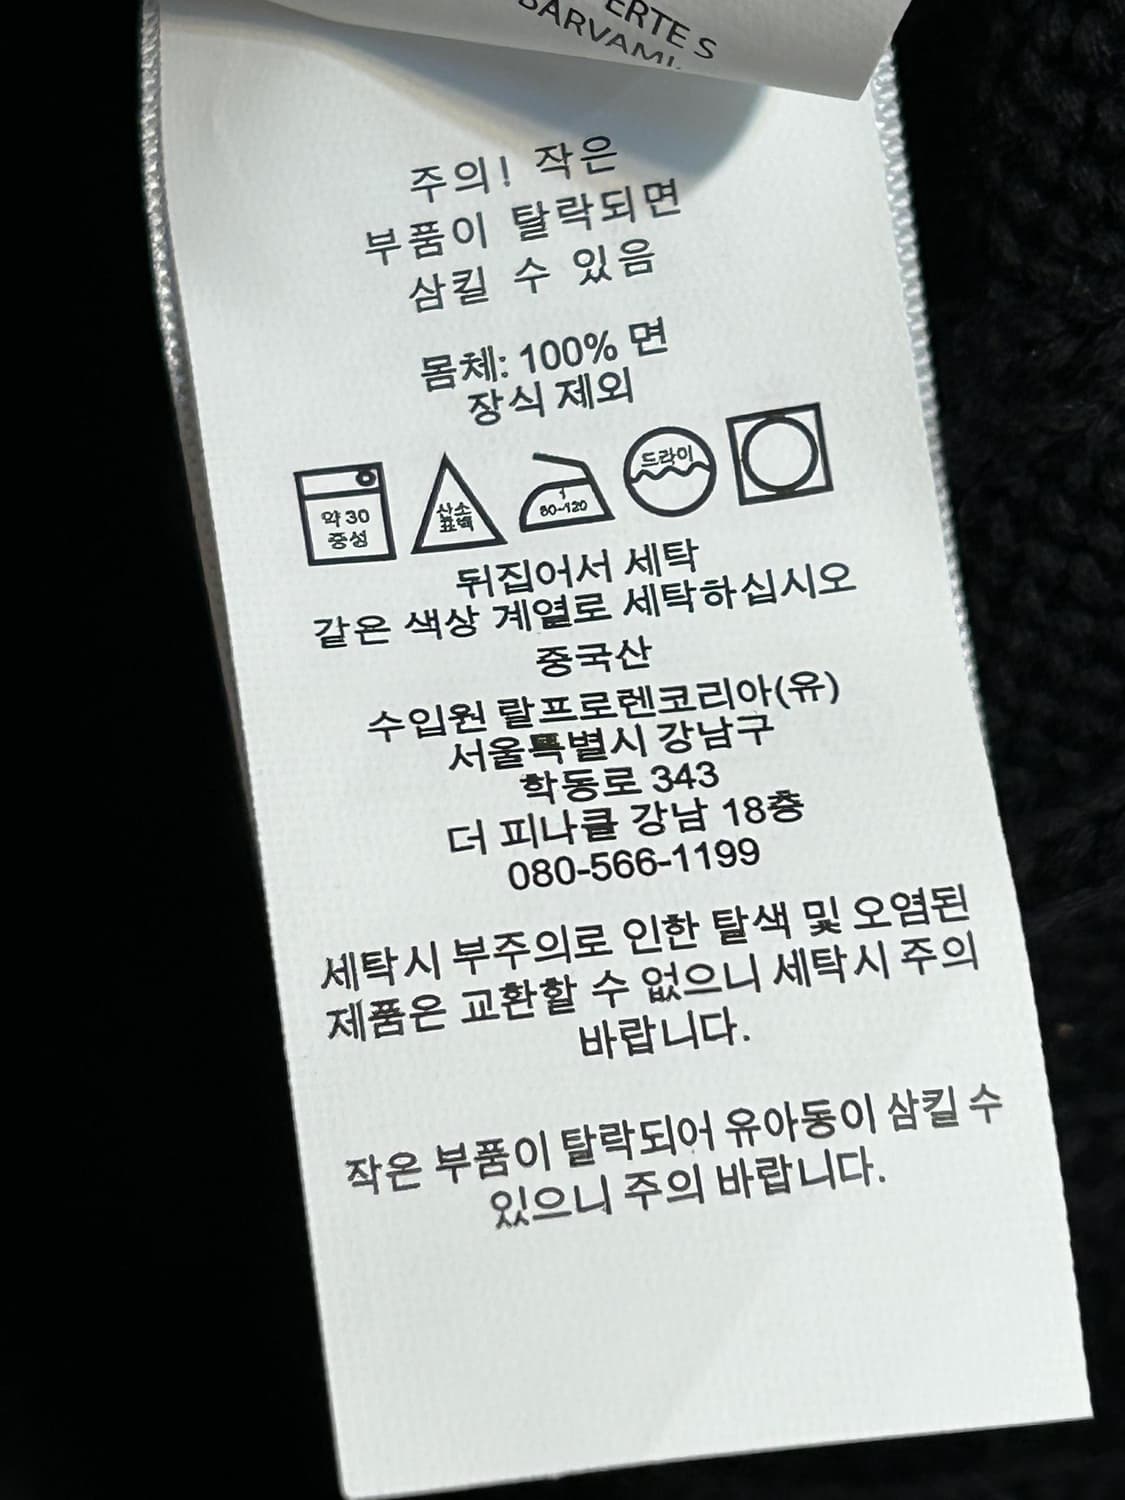 ERTE S
BARVAMI.
주의! 작은
부품이 탈락되면
삼킬 수 있음
몸체: 100% 면
장식 제외
약 30
중성
산소
표백
1
80-120
드라이
뒤집어서 세탁
같은 색상 계열로 세탁하십시오
중국산
수입원 랄프로렌코리아(유)
서울특별시 강남구
학동로 343
더 피나클 강남 18층
080-566-1199
세탁시 부주의로 인한 탈색 및 오염된
제품은 교환할 수 없으니 세탁시 주의
바랍니다.
작은 부품이 탈락되어 유아동이 삼킬 수
있으니 주의 바랍니다.